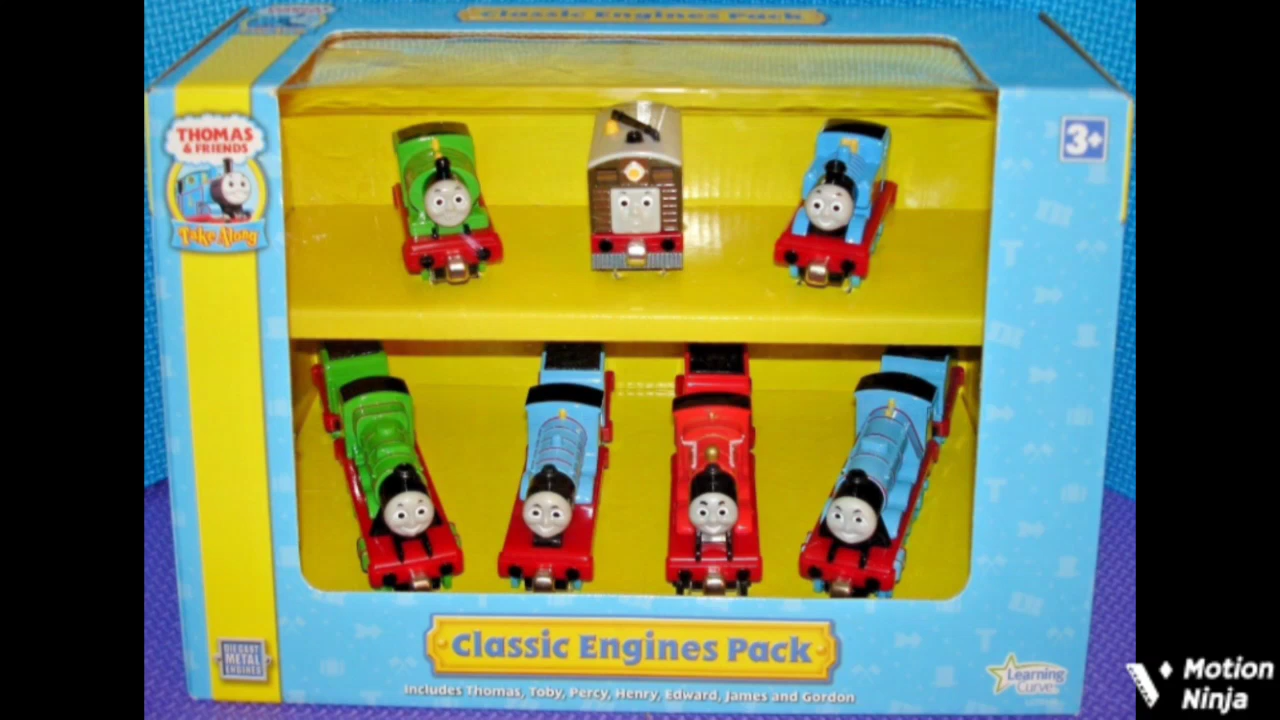 Classic Engines Pack
THOMAS
& FRIENDS
Take Along
3+
Classic Engines Pack
Includes Thomas, Toby, Percy, Henry, Edward, James and Gordon
DIE CAST
METAL
ENGINES
Learning
Curve
Motion
Ninja